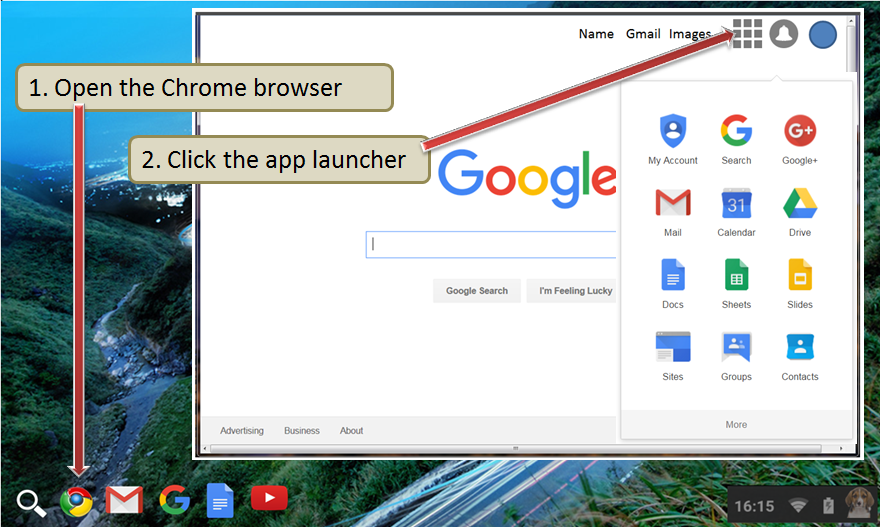 Name Gmail Images
1. Open the Chrome browser
2. Click the app launcher
Google
Google Search I'm Feeling Lucky
G+
My Account Search Google+
31
Mail Calendar Drive
Docs Sheets Slides
Sites Groups Contacts
More
Advertising Business About
16:15